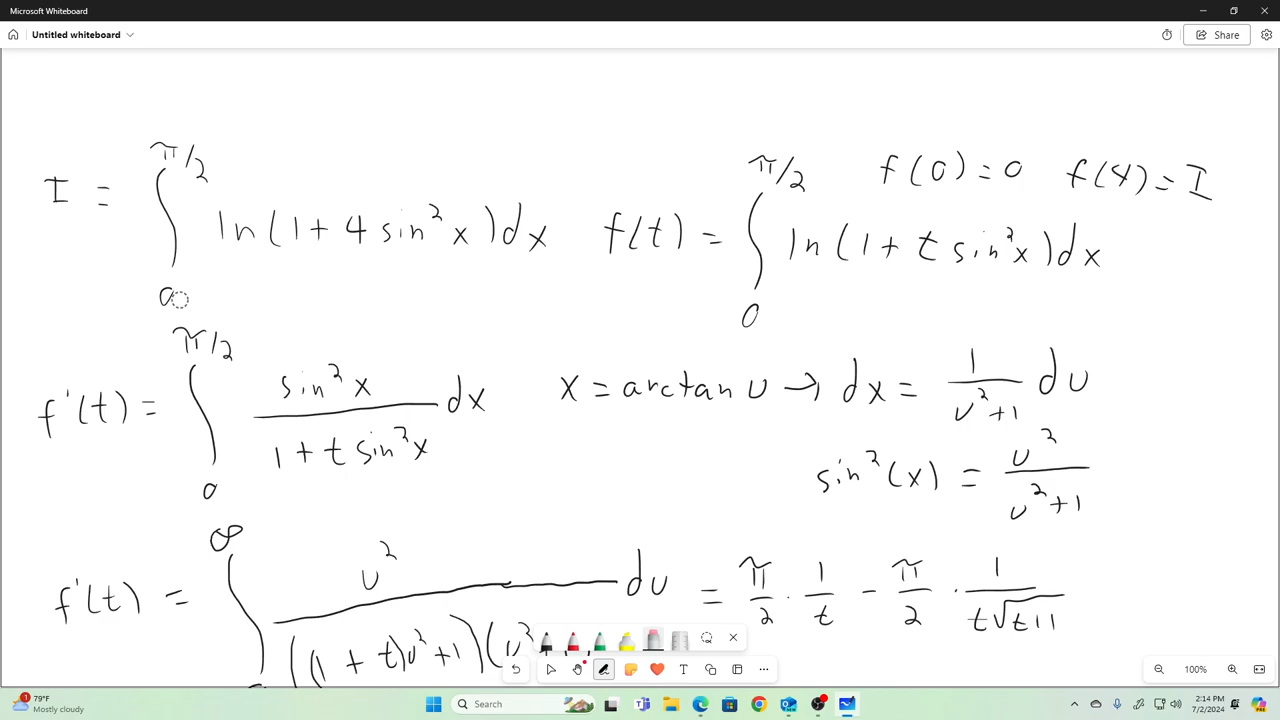 Microsoft Whiteboard
Untitled whiteboard
Share
I = ∫₀^{π/2} ln(1 + 4 sin²x)dx
f(0) = 0 f(4) = I
f(t) = ∫₀^{π/2} ln(1 + t sin²x)dx
f'(t) = ∫₀^{π/2} sin²x / (1 + t sin²x) dx
x = arctan u → dx = 1/(u²+1) du
sin²(x) = u²/(u²+1)
f'(t) = ∫^∞ u² / ((1 + t)u² + 1)(u² du = π/2 · 1/t − π/2 · 1/(t√(t+1))
100%
79°F
Mostly cloudy
Search
2:14 PM
7/2/2024